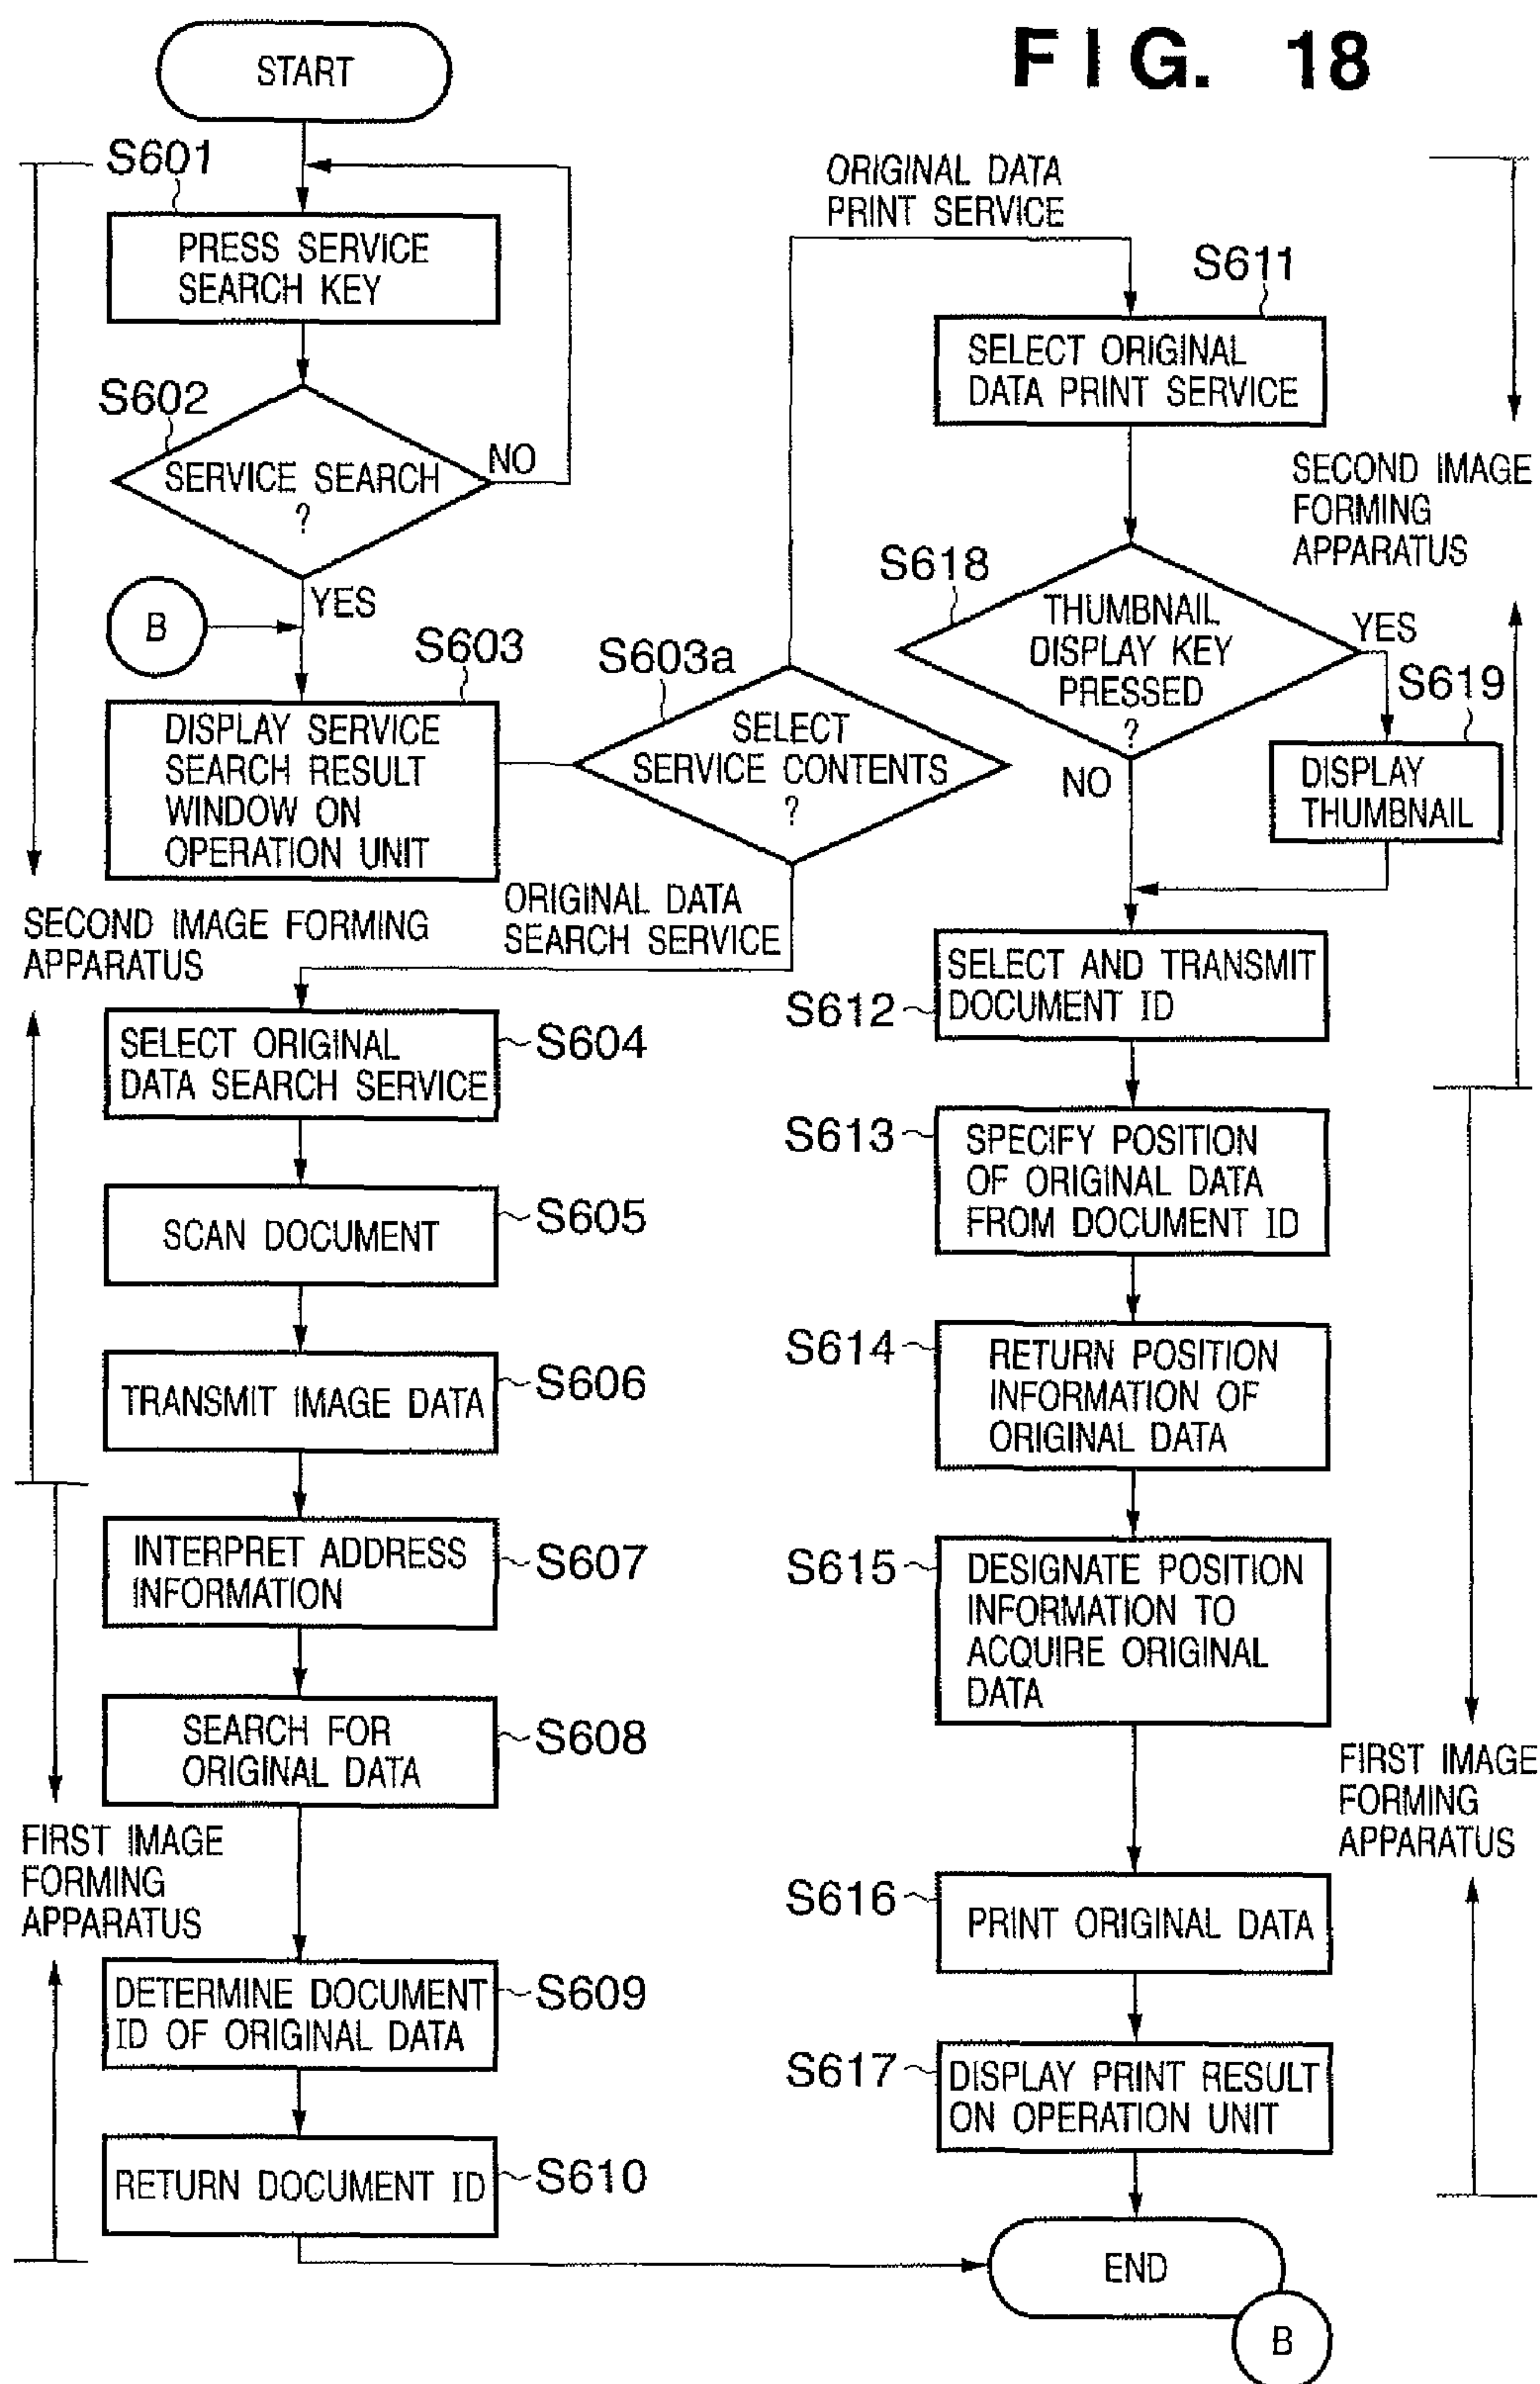 FIG. 18
START
S601
PRESS SERVICE
SEARCH KEY
S602
SERVICE SEARCH
?
NO
YES
B
S603
DISPLAY SERVICE
SEARCH RESULT
WINDOW ON
OPERATION UNIT
SECOND IMAGE FORMING
APPARATUS
S603a
SELECT
SERVICE CONTENTS
?
ORIGINAL DATA
PRINT SERVICE
ORIGINAL DATA
SEARCH SERVICE
SELECT ORIGINAL
DATA SEARCH SERVICE
S604
SCAN DOCUMENT
S605
TRANSMIT IMAGE DATA
S606
INTERPRET ADDRESS
INFORMATION
S607
SEARCH FOR
ORIGINAL DATA
S608
FIRST IMAGE
FORMING
APPARATUS
DETERMINE DOCUMENT
ID OF ORIGINAL DATA
S609
RETURN DOCUMENT ID
S610
S611
SELECT ORIGINAL
DATA PRINT SERVICE
SECOND IMAGE
FORMING
APPARATUS
S618
THUMBNAIL
DISPLAY KEY
PRESSED
?
YES
NO
S619
DISPLAY
THUMBNAIL
S612
SELECT AND TRANSMIT
DOCUMENT ID
S613
SPECIFY POSITION
OF ORIGINAL DATA
FROM DOCUMENT ID
S614
RETURN POSITION
INFORMATION OF
ORIGINAL DATA
S615
DESIGNATE POSITION
INFORMATION TO
ACQUIRE ORIGINAL
DATA
FIRST IMAGE
FORMING
APPARATUS
S616
PRINT ORIGINAL DATA
S617
DISPLAY PRINT RESULT
ON OPERATION UNIT
END
B